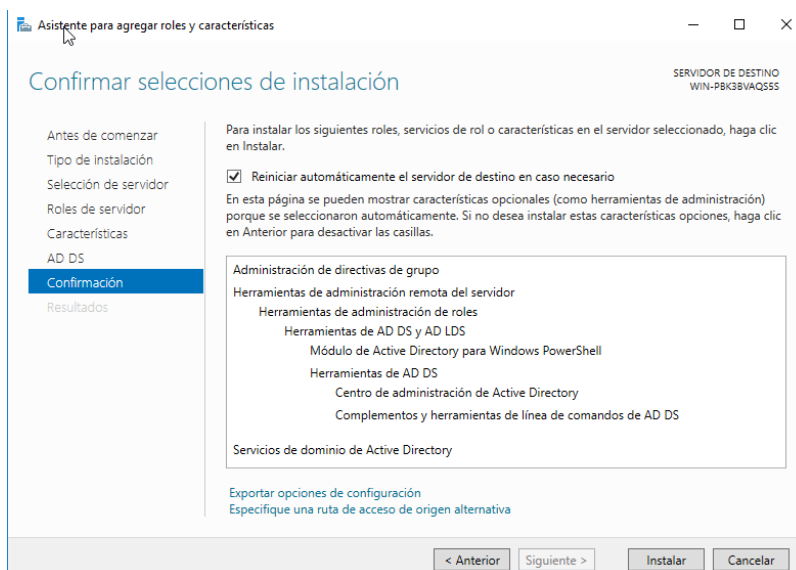 Asistente para agregar roles y características
Confirmar selecciones de instalación
SERVIDOR DE DESTINO
WIN-PBK3BVAQS5S
Antes de comenzar
Tipo de instalación
Selección de servidor
Roles de servidor
Características
AD DS
Confirmación
Resultados
Para instalar los siguientes roles, servicios de rol o características en el servidor seleccionado, haga clic
en Instalar.
Reiniciar automáticamente el servidor de destino en caso necesario
En esta página se pueden mostrar características opcionales (como herramientas de administración)
porque se seleccionaron automáticamente. Si no desea instalar estas características opciones, haga clic
en Anterior para desactivar las casillas.
Administración de directivas de grupo
Herramientas de administración remota del servidor
Herramientas de administración de roles
Herramientas de AD DS y AD LDS
Módulo de Active Directory para Windows PowerShell
Herramientas de AD DS
Centro de administración de Active Directory
Complementos y herramientas de línea de comandos de AD DS
Servicios de dominio de Active Directory
Exportar opciones de configuración
Especifique una ruta de acceso de origen alternativa
< Anterior
Siguiente >
Instalar
Cancelar